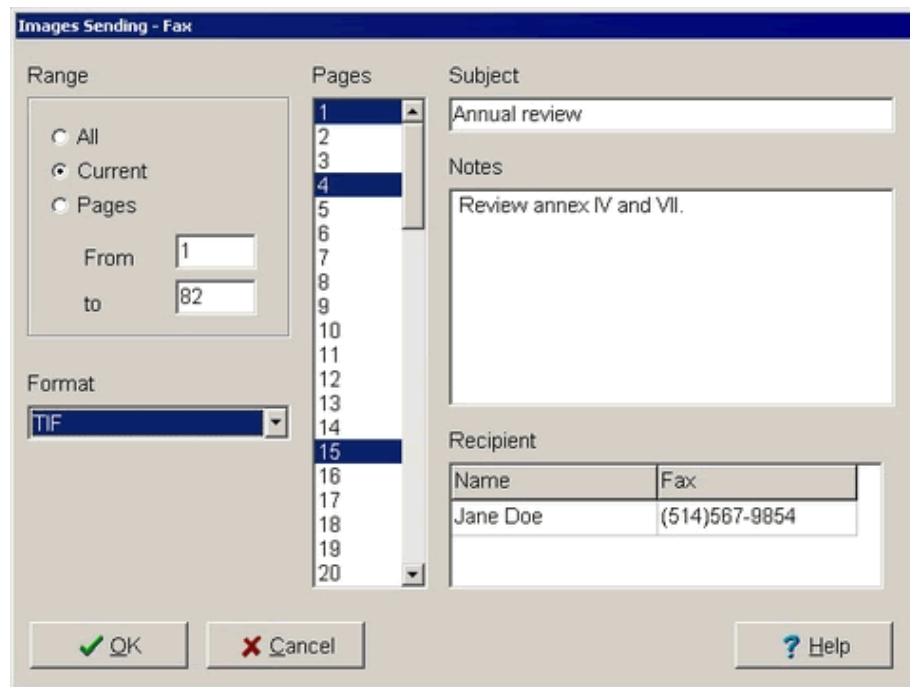 Images Sending - Fax
Range
All
Current
Pages
From 1
to 82
Format
TIF
Pages
1
2
3
4
5
6
7
8
9
10
11
12
13
14
15
16
17
18
19
20
Subject
Annual review
Notes
Review annex IV and VII.
Recipient
Name Fax
Jane Doe (514)567-9854
OK Cancel Help